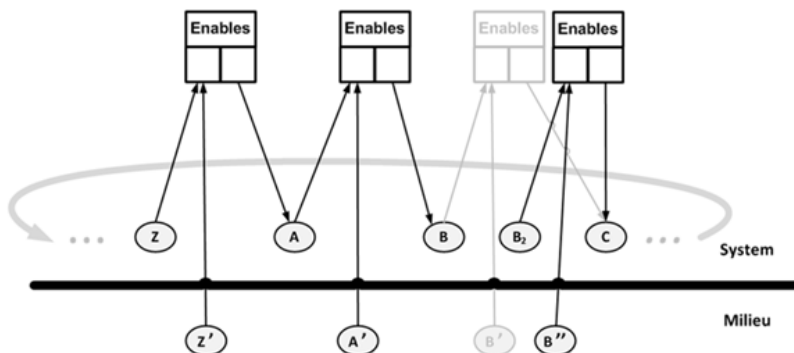 Enables Enables Enables Enables
... Z A B B₂ C ...
System
Milieu
Z' A' B' B''